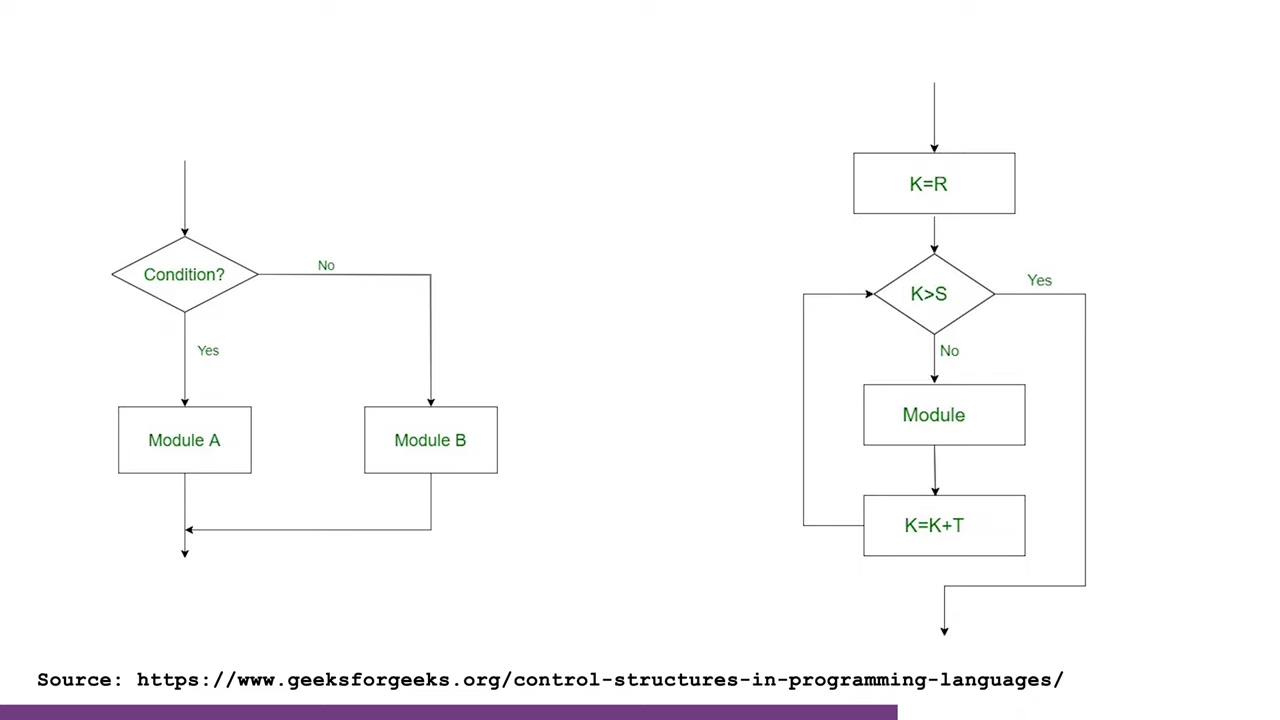 Condition?
No
Yes
Module A
Module B
K=R
K>S
Yes
No
Module
K=K+T
Source: https://www.geeksforgeeks.org/control-structures-in-programming-languages/